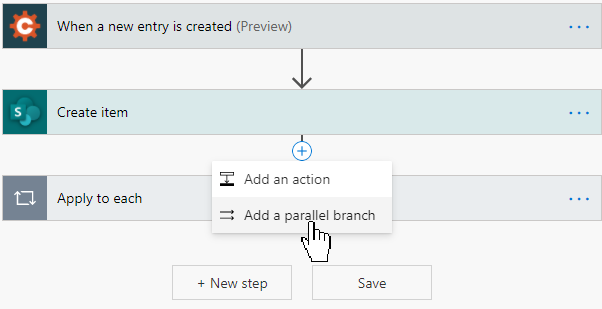 When a new entry is created (Preview)
Create item
Add an action
Apply to each
Add a parallel branch
+ New step
Save